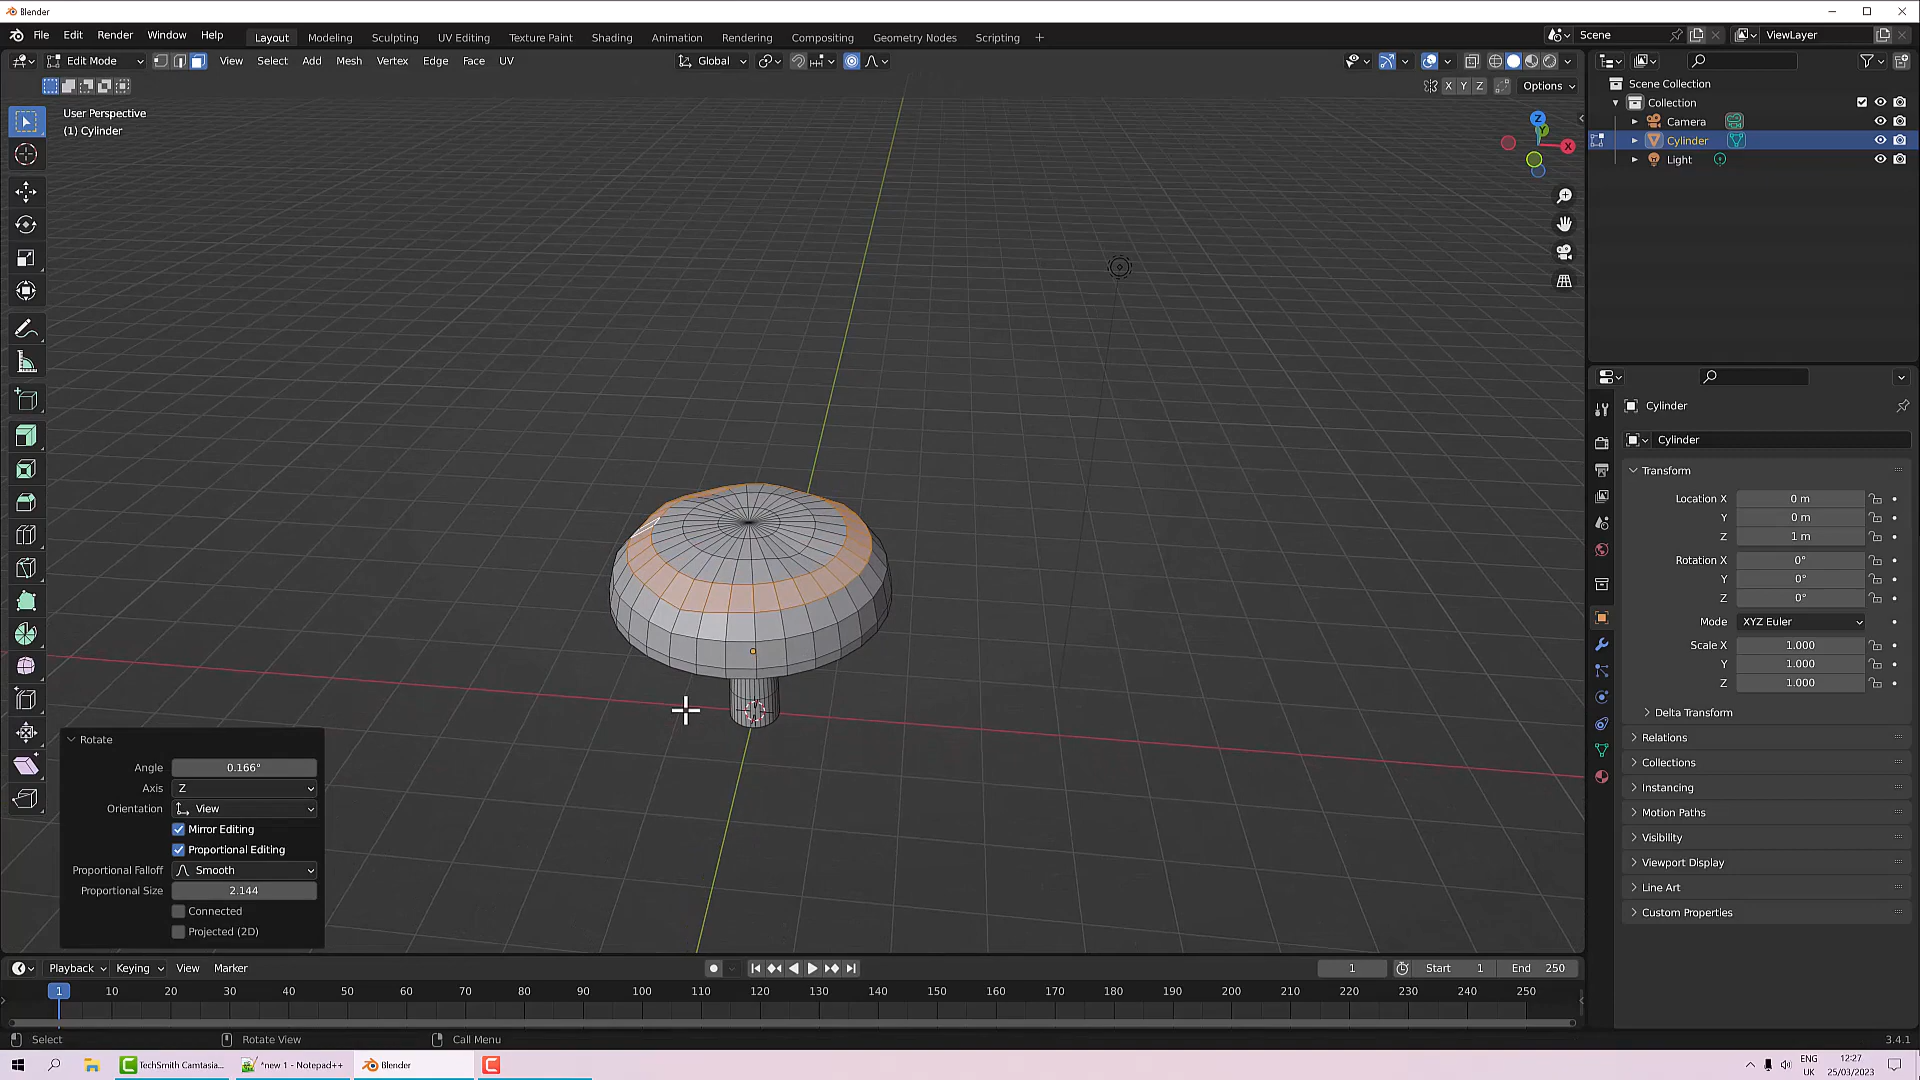 Blender
File Edit Render Window Help
Layout Modeling Sculpting UV Editing Texture Paint Shading Animation Rendering Compositing Geometry Nodes Scripting +
Scene
ViewLayer
Edit Mode View Select Add Mesh Vertex Edge Face UV
Global
X Y Z
Options
User Perspective
(1) Cylinder
Z
Y
X
Scene Collection
Collection
Camera
Cylinder
Light
Cylinder
Cylinder
Transform
Location X 0 m
Y 0 m
Z 1 m
Rotation X 0°
Y 0°
Z 0°
Mode XYZ Euler
Scale X 1.000
Y 1.000
Z 1.000
Delta Transform
Relations
Collections
Instancing
Motion Paths
Visibility
Viewport Display
Line Art
Custom Properties
Rotate
Angle 0.166°
Axis Z
Orientation View
Mirror Editing
Proportional Editing
Proportional Falloff Smooth
Proportional Size 2.144
Connected
Projected (2D)
Playback Keying View Marker
1
Start 1
End 250
1 10 20 30 40 50 60 70 80 90 100 110 120 130 140 150 160 170 180 190 200 210 220 230 240 250
Select
Rotate View
Call Menu
3.4.1
TechSmith Camtasia...
*new 1 - Notepad++
Blender
ENG
UK
12:27
25/03/2023